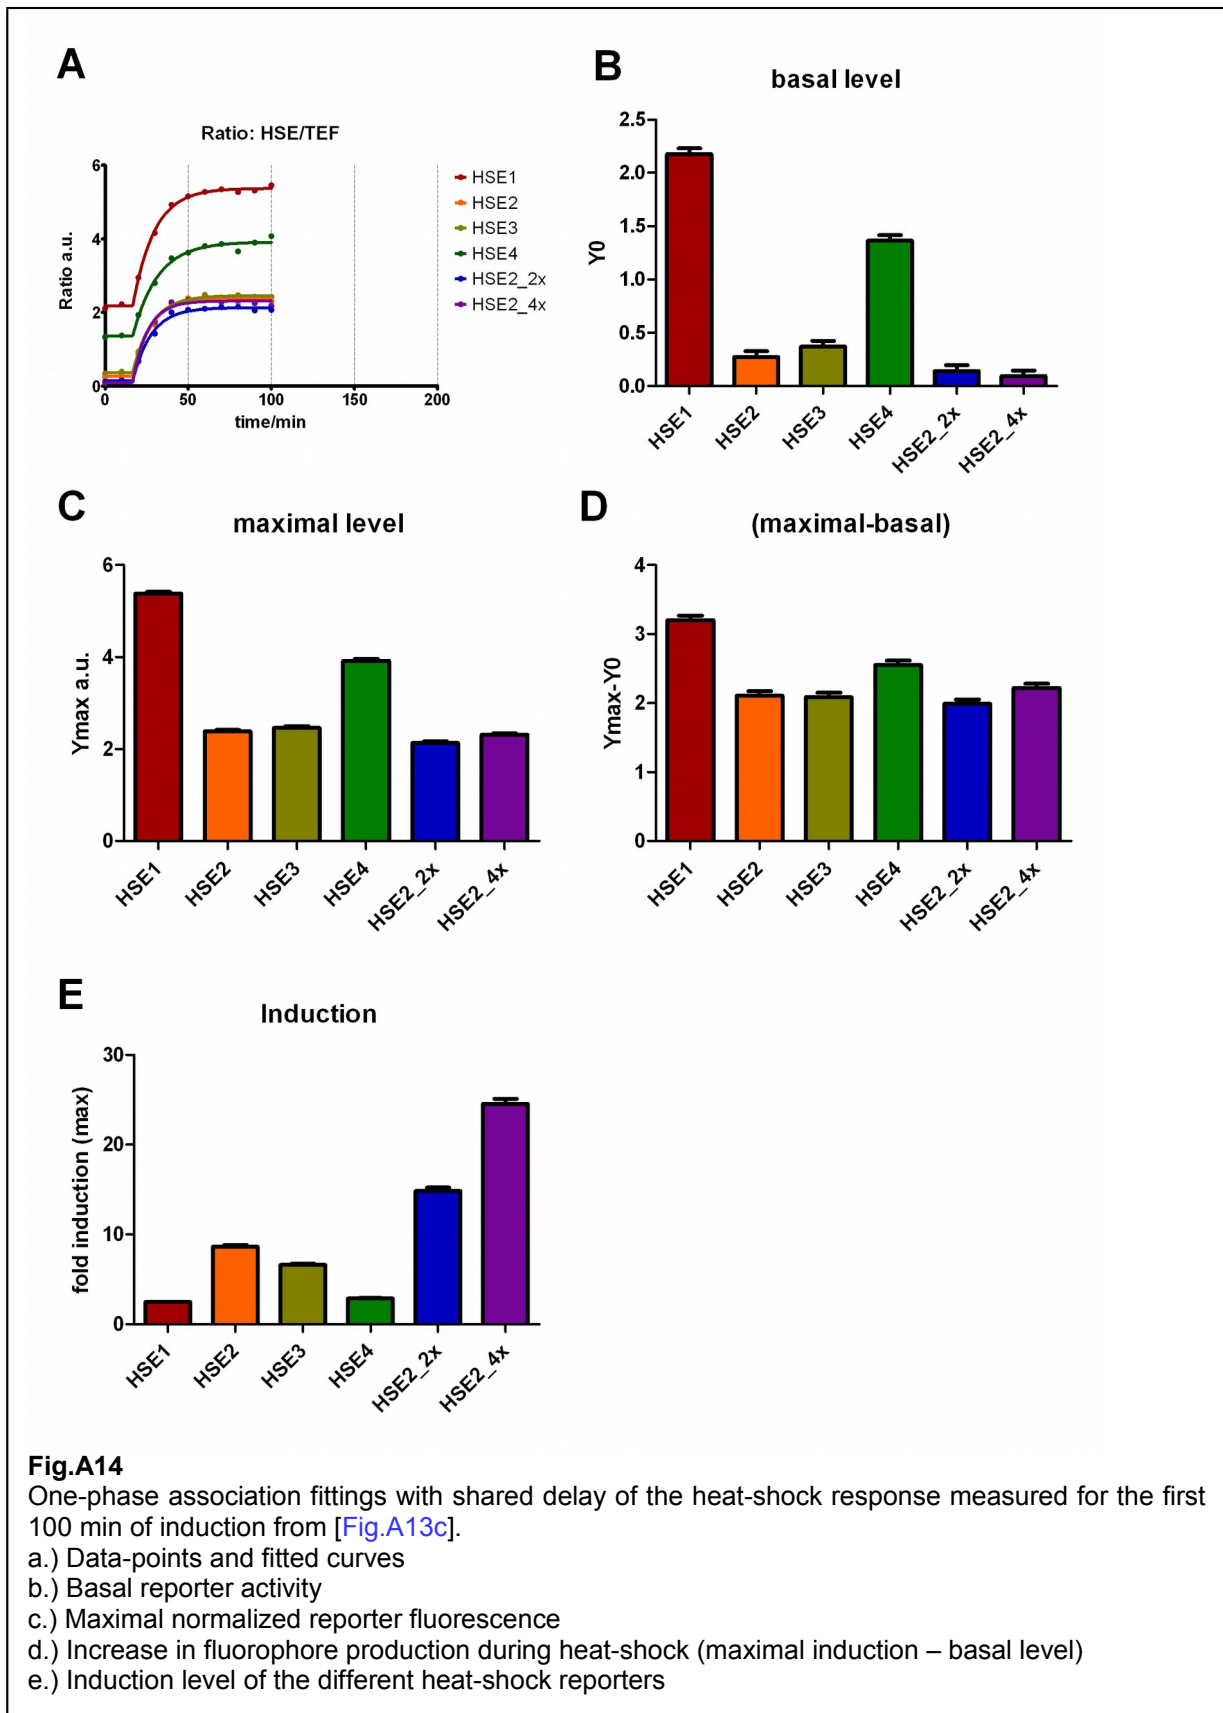 A
Ratio: HSE/TEF
Ratio a.u.
6
4
2
0
0
50
100
150
200
time/min
HSE1
HSE2
HSE3
HSE4
HSE2_2x
HSE2_4x
B
basal level
Y0
2.5
2.0
1.5
1.0
0.5
0.0
HSE1
HSE2
HSE3
HSE4
HSE2_2x
HSE2_4x
C
maximal level
Ymax a.u.
6
4
2
0
HSE1
HSE2
HSE3
HSE4
HSE2_2x
HSE2_4x
D
(maximal-basal)
Ymax-Y0
4
3
2
1
0
HSE1
HSE2
HSE3
HSE4
HSE2_2x
HSE2_4x
E
Induction
fold induction (max)
30
20
10
0
HSE1
HSE2
HSE3
HSE4
HSE2_2x
HSE2_4x
Fig.A14
One-phase association fittings with shared delay of the heat-shock response measured for the first
100 min of induction from [Fig.A13c].
a.) Data-points and fitted curves
b.) Basal reporter activity
c.) Maximal normalized reporter fluorescence
d.) Increase in fluorophore production during heat-shock (maximal induction – basal level)
e.) Induction level of the different heat-shock reporters